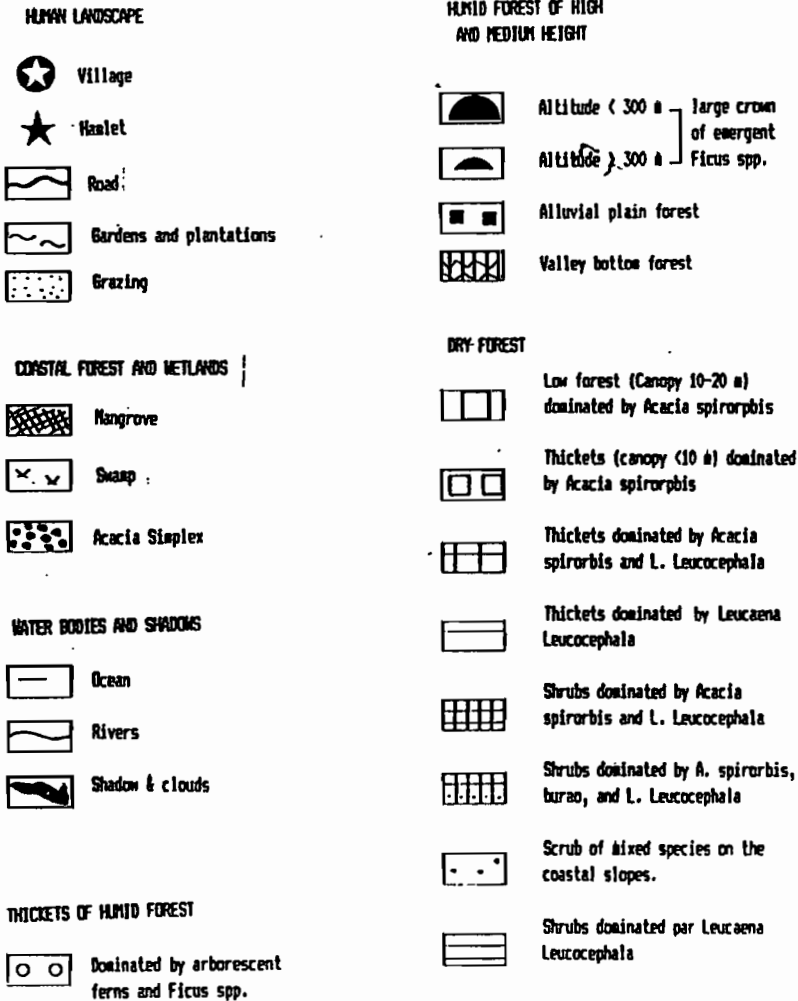 HUMAN LANDSCAPE
Village
Hamlet
Road
Gardens and plantations
Grazing
COASTAL FOREST AND WETLANDS
Mangrove
Swamp
Acacia Simplex
WATER BODIES AND SHADOWS
Ocean
Rivers
Shadow & clouds
THICKETS OF HUMID FOREST
Dominated by arborescent
ferns and Ficus spp.
HUMID FOREST OF HIGH
AND MEDIUM HEIGHT
Altitude < 300 m
Altitude > 300 m
large crown
of emergent
Ficus spp.
Alluvial plain forest
Valley bottom forest
DRY FOREST
Low forest (Canopy 10-20 m)
dominated by Acacia spirorpbis
Thickets (canopy <10 m) dominated
by Acacia spirorpbis
Thickets dominated by Acacia
spirorbis and L. Leucocephala
Thickets dominated by Leucaena
Leucocephala
Shrubs dominated by Acacia
spirorbis and L. Leucocephala
Shrubs dominated by A. spirorbis,
burao, and L. Leucocephala
Scrub of mixed species on the
coastal slopes.
Shrubs dominated par Leucaena
Leucocephala